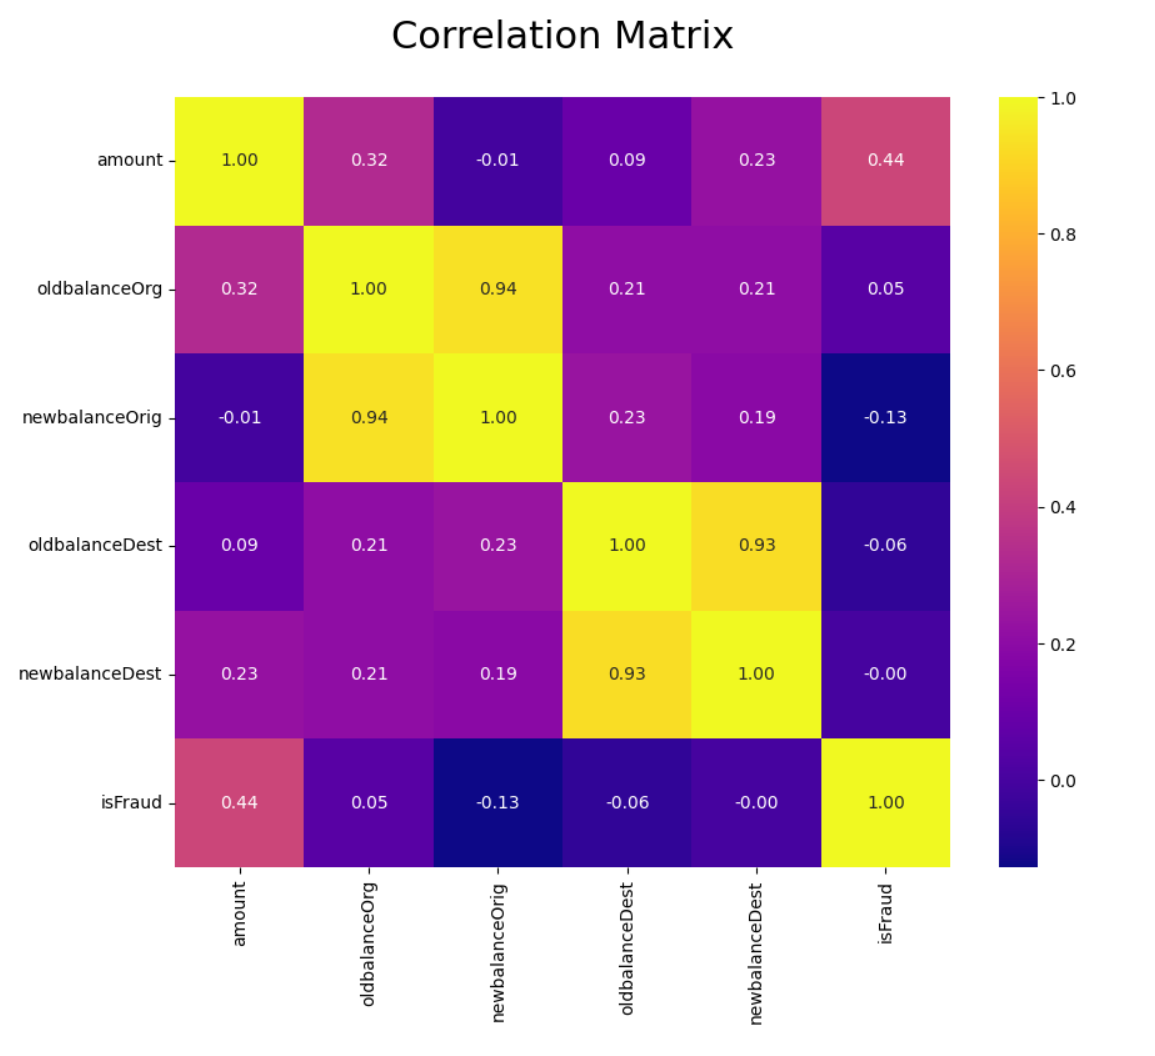 Correlation Matrix
amount 1.00 0.32 -0.01 0.09 0.23 0.44
oldbalanceOrg 0.32 1.00 0.94 0.21 0.21 0.05
newbalanceOrig -0.01 0.94 1.00 0.23 0.19 -0.13
oldbalanceDest 0.09 0.21 0.23 1.00 0.93 -0.06
newbalanceDest 0.23 0.21 0.19 0.93 1.00 -0.00
isFraud 0.44 0.05 -0.13 -0.06 -0.00 1.00
amount
oldbalanceOrg
newbalanceOrig
oldbalanceDest
newbalanceDest
isFraud
1.0
0.8
0.6
0.4
0.2
0.0